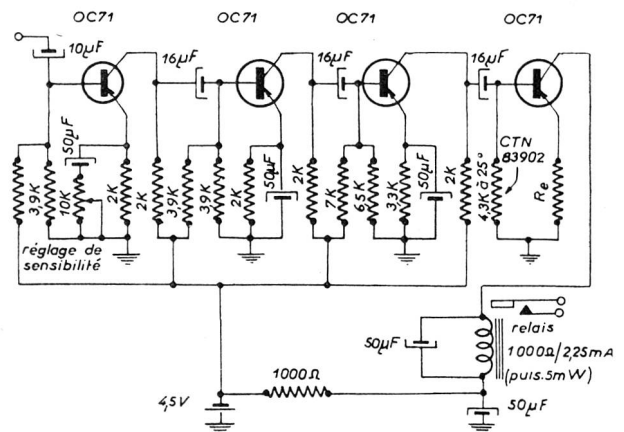 OC71
OC71
OC71
OC71
10µF
16µF
16µF
16µF
3,9K
10K
50µF
2K
2K
3,9K
3,9K
2K
50µF
2K
7K
6,5K
3,3K
50µF
2K
4,3K à 25°
CTN
83902
Re
réglage de
sensibilité
50µF
relais
1000Ω/2,25mA
(puis.5mW)
1000Ω
4,5V
50µF